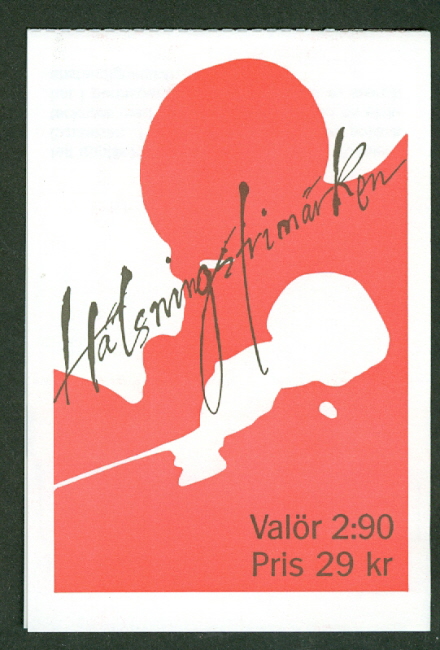 Hälsningsfrimärken
Valör 2:90
Pris 29 kr